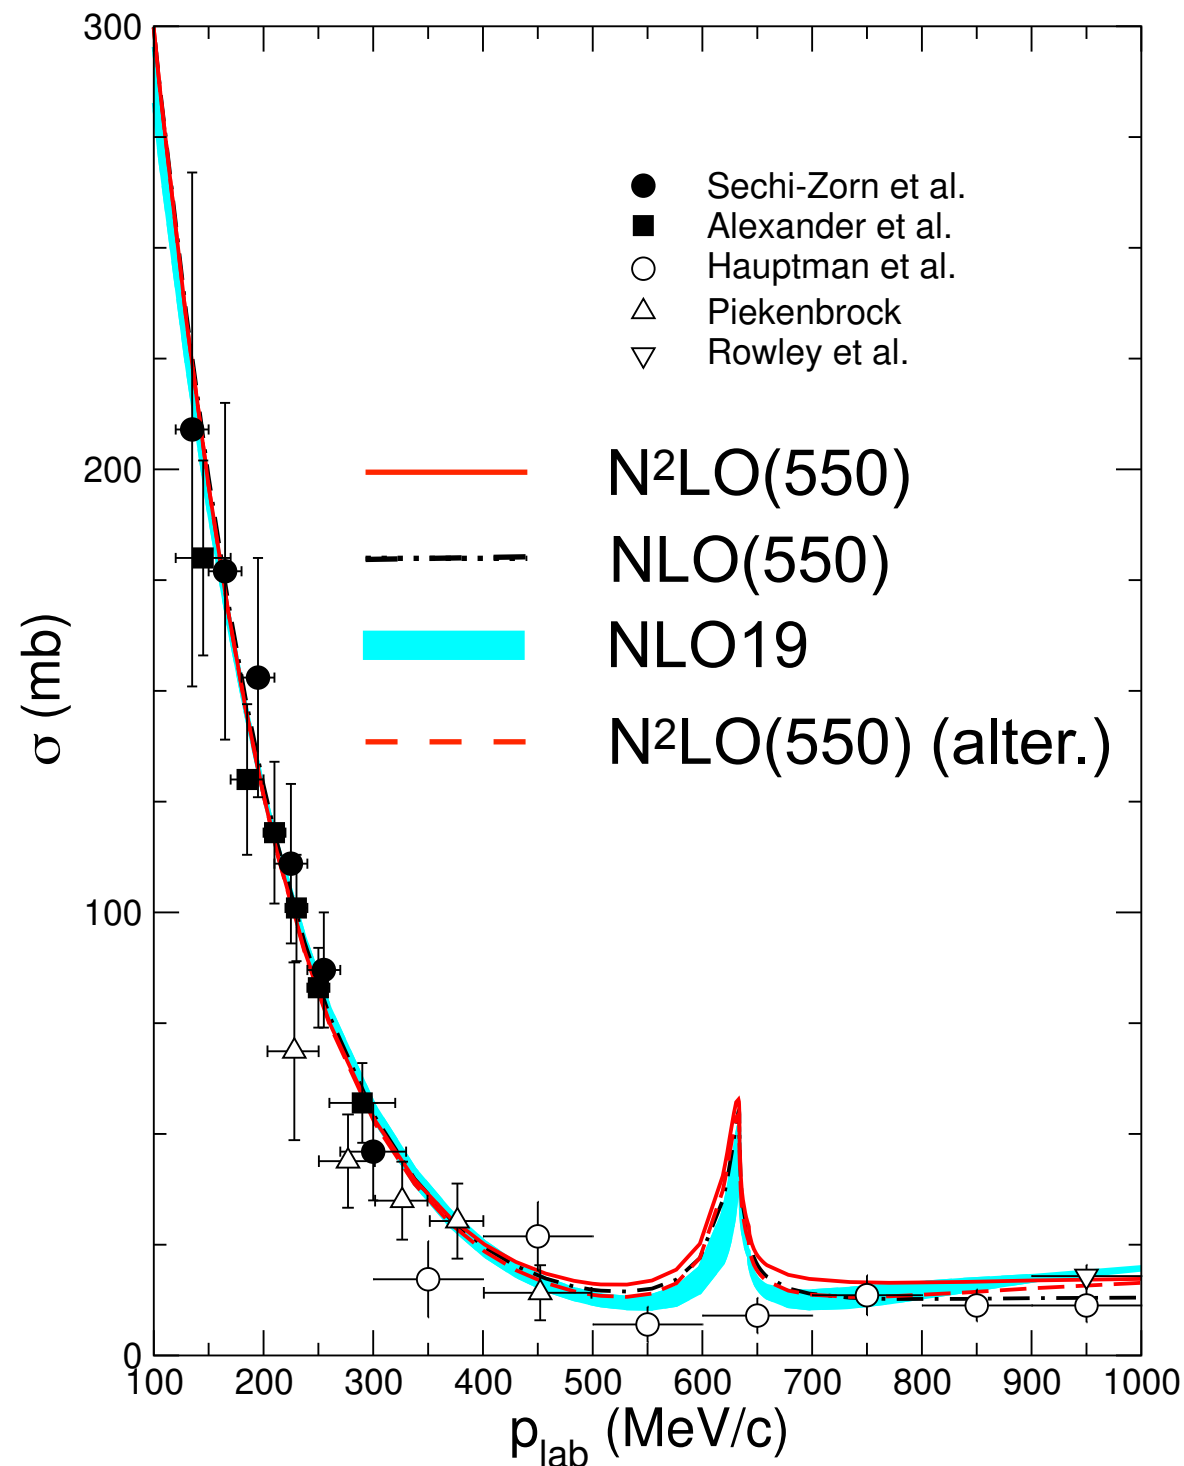 300
200
100
0
σ (mb)
Sechi-Zorn et al.
Alexander et al.
Hauptman et al.
Piekenbrock
Rowley et al.
N²LO(550)
NLO(550)
NLO19
N²LO(550) (alter.)
100 200 300 400 500 600 700 800 900 1000
p_lab (MeV/c)